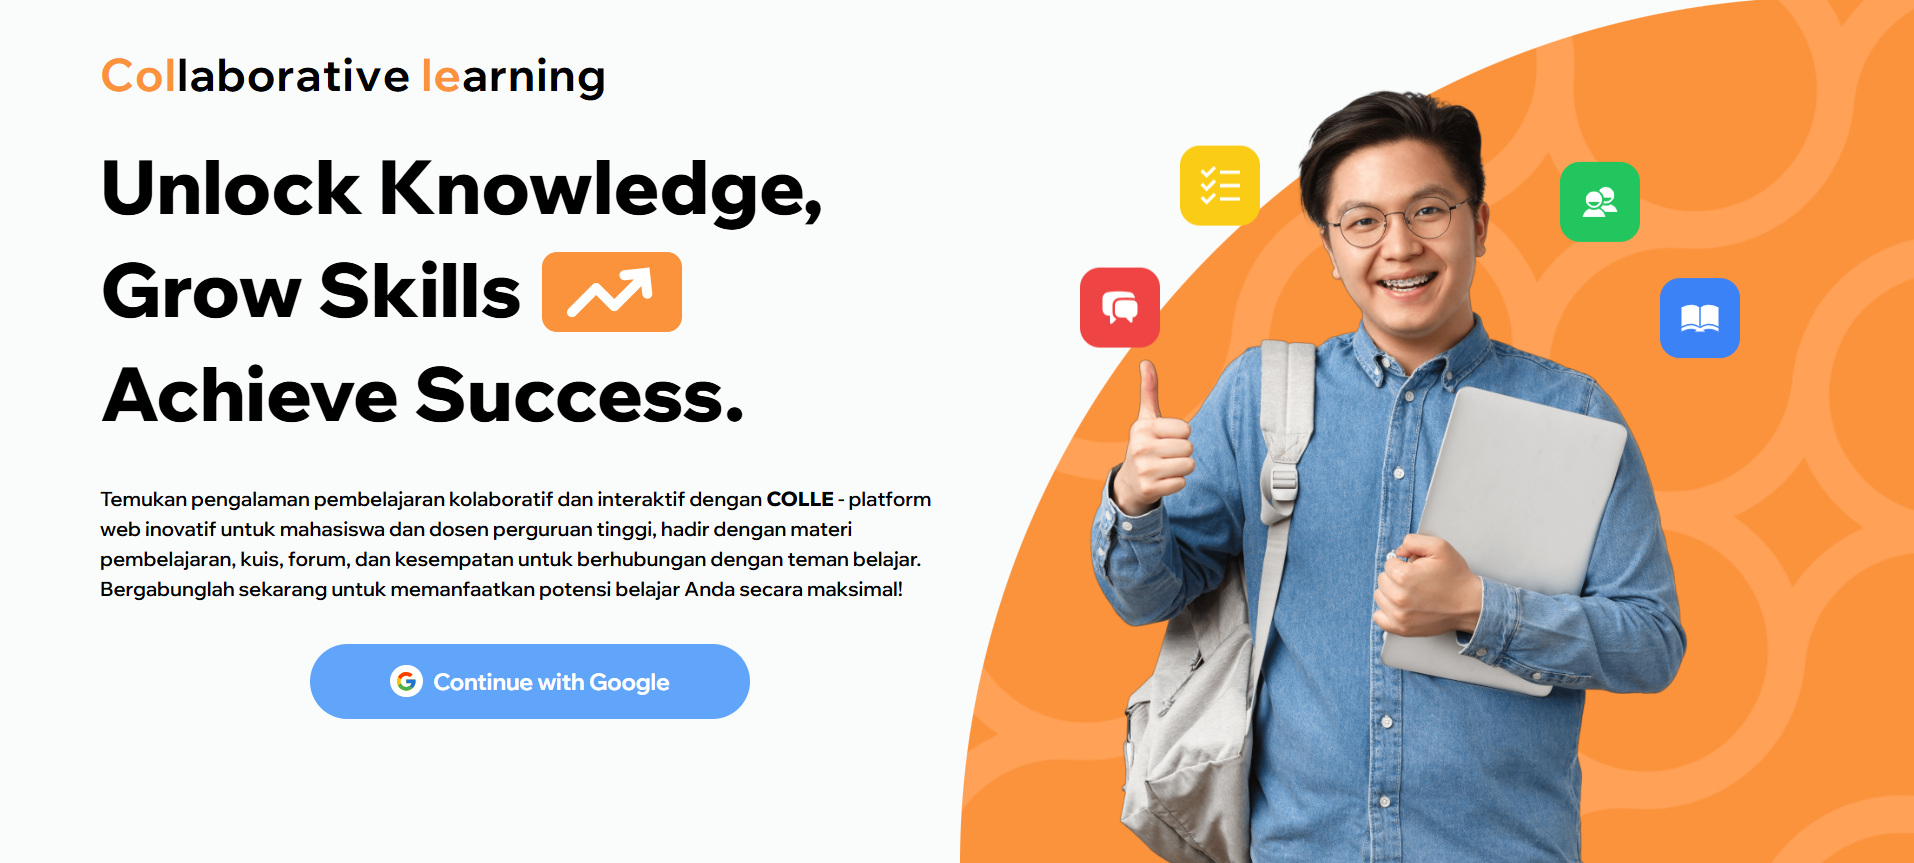 Collaborative learning
Unlock Knowledge,
Grow Skills
Achieve Success.
Temukan pengalaman pembelajaran kolaboratif dan interaktif dengan COLLE - platform
web inovatif untuk mahasiswa dan dosen perguruan tinggi, hadir dengan materi
pembelajaran, kuis, forum, dan kesempatan untuk berhubungan dengan teman belajar.
Bergabunglah sekarang untuk memanfaatkan potensi belajar Anda secara maksimal!
Continue with Google